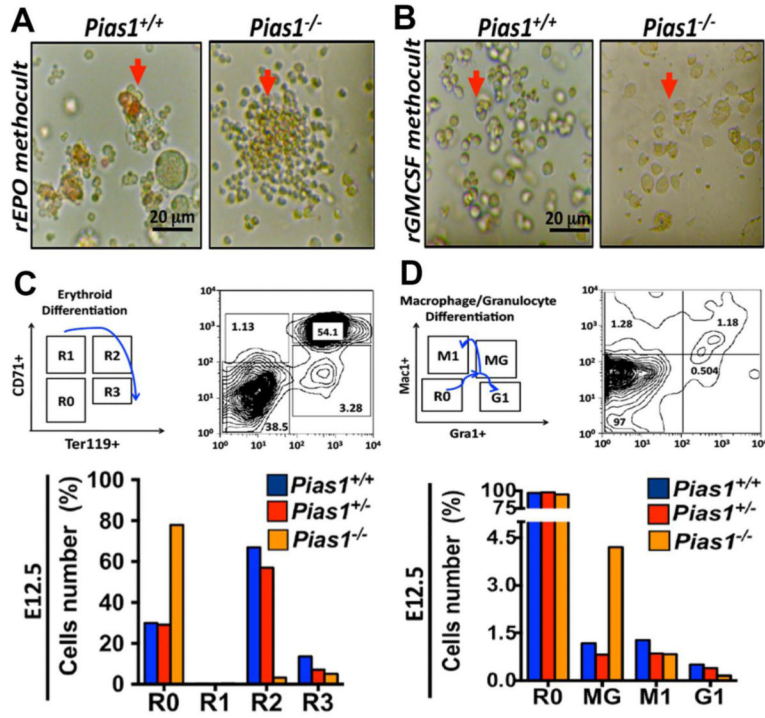 A
Pias1+/+
Pias1-/-
rEPO methocult
20 μm
B
Pias1+/+
Pias1-/-
rGMCSF methocult
20 μm
C
Erythroid
Differentiation
CD71+
R1
R2
R0
R3
Ter119+
10⁴
10³
10²
10¹
10⁰
1.13
54.1
3.28
38.5
10⁰ 10¹ 10² 10³ 10⁴
D
Macrophage/Granulocyte
Differentiation
Mac1+
M1
MG
R0
G1
Gra1+
10⁴
10³
10²
10¹
10⁰
1.28
1.18
0.504
97
10⁰ 10¹ 10² 10³ 10⁴
E12.5
Cells number (%)
100
80
60
40
20
0
Pias1+/+
Pias1+/-
Pias1-/-
R0 R1 R2 R3
E12.5
Cells number (%)
100
75
4.5
3.0
1.5
0.0
Pias1+/+
Pias1+/-
Pias1-/-
R0 MG M1 G1